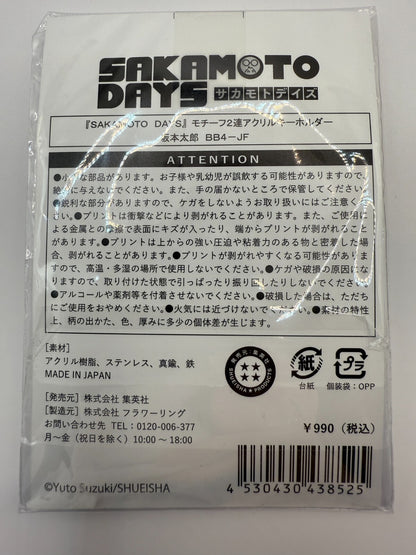 SAKAMOTO
DAYS サカモトデイズ
『SAKAMOTO DAYS』モチーフ2連アクリルキーホルダー
坂本太郎 BB4-JF
ATTENTION
●小さな部品があります。お子様や乳幼児が誤飲する可能性がありますので、
絶対に与えないでください。また、手の届かないところで保管してください。
●鋭利な部分がありますので、ケガをしないようお取り扱いにはご注意くださ
い。●プリントは衝撃などにより剥がれることがあります。また、ご使用によ
る金属との摩擦で表面にキズが入ったり、端からプリントが剥がれることが
あります。●プリントは上からの強い圧迫や粘着力のある物と密着した場
合、剥がれることがあります。●プリントが剥がれやすくなる可能性がありま
すので、高温・多湿の場所で使用しないでください。●ケガや破損の原因にな
りますので、取り付けた状態で引っぱったり振り回したりしないでください。
●アルコールや薬剤等を付着させないでください。●破損した場合は、ただち
にご使用をおやめください。●火気には近づけないでください。●素材の特性
上、柄の出かた、色、厚みに多少の個体差が生じます。
[素材]
アクリル樹脂、ステンレス、真鍮、鉄
MADE IN JAPAN
集英社
SHUEISHA PRODUCTS
紙
台紙
プラ
個装袋：OPP
[発売元] 株式会社 集英社
[製造元] 株式会社 フラワーリング
お問い合わせ先 TEL：0120-006-377
月～金（祝日を除く）10:00～18:00
￥990（税込）
©Yuto Suzuki/SHUEISHA
4 530430 438525